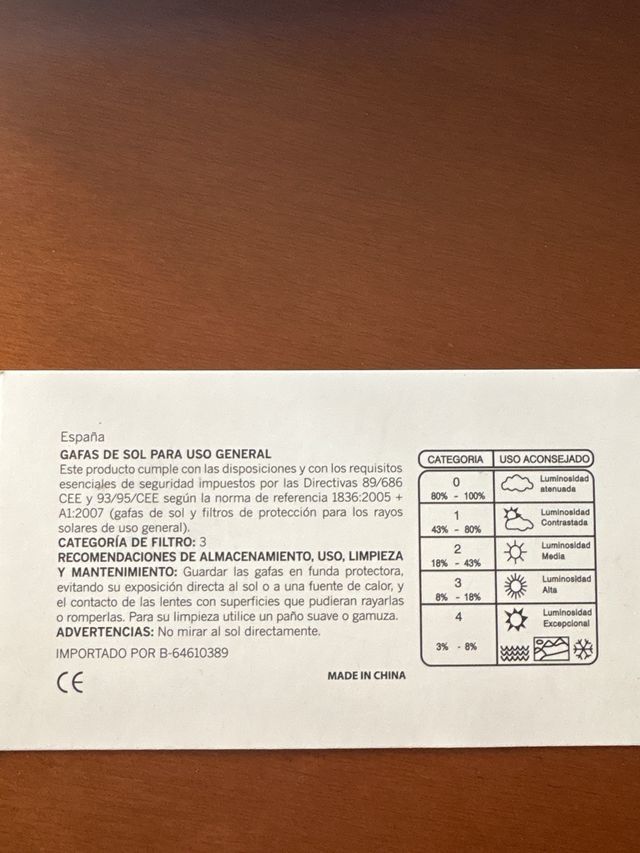 España
GAFAS DE SOL PARA USO GENERAL
Este producto cumple con las disposiciones y con los requisitos
esenciales de seguridad impuestos por las Directivas 89/686
CEE y 93/95/CEE según la norma de referencia 1836:2005 +
A1:2007 (gafas de sol y filtros de protección para los rayos
solares de uso general).
CATEGORÍA DE FILTRO: 3
RECOMENDACIONES DE ALMACENAMIENTO, USO, LIMPIEZA
Y MANTENIMIENTO: Guardar las gafas en funda protectora,
evitando su exposición directa al sol o a una fuente de calor, y
el contacto de las lentes con superficies que pudieran rayarlas
o romperlas. Para su limpieza utilice un paño suave o gamuza.
ADVERTENCIAS: No mirar al sol directamente.
IMPORTADO POR B-64610389
CE
MADE IN CHINA
CATEGORIA USO ACONSEJADO
0
80% - 100%
Luminosidad
atenuada
1
43% - 80%
Luminosidad
Contrastada
2
18% - 43%
Luminosidad
Media
3
8% - 18%
Luminosidad
Alta
4
3% - 8%
Luminosidad
Excepcional